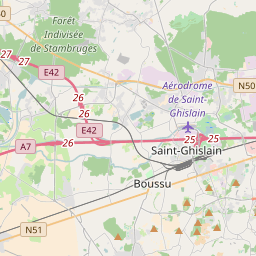 Forêt
Indivisée
de Stambruges
27
27
E42
N50
Aérodrome
de Saint-
Ghislain
26
26
E42
N50
25
25
A7
26
Saint-Ghislain
Boussu
N51